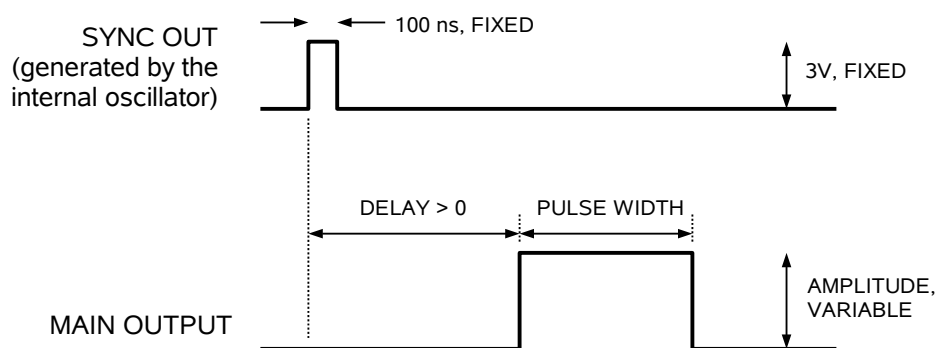 100 ns, FIXED
SYNC OUT
(generated by the
internal oscillator)
3V, FIXED
DELAY > 0
PULSE WIDTH
AMPLITUDE,
VARIABLE
MAIN OUTPUT